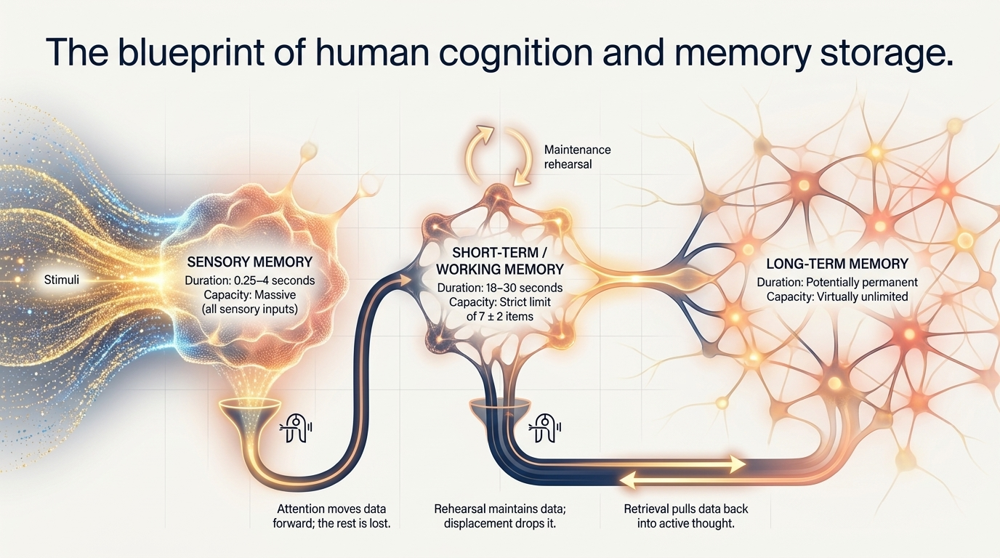 The blueprint of human cognition and memory storage.
Maintenance
rehearsal
Stimuli
SENSORY MEMORY
Duration: 0.25–4 seconds
Capacity: Massive
(all sensory inputs)
SHORT-TERM /
WORKING MEMORY
Duration: 18–30 seconds
Capacity: Strict limit
of 7 ± 2 items
LONG-TERM MEMORY
Duration: Potentially permanent
Capacity: Virtually unlimited
Attention moves data
forward; the rest is lost.
Rehearsal maintains data;
displacement drops it.
Retrieval pulls data back
into active thought.